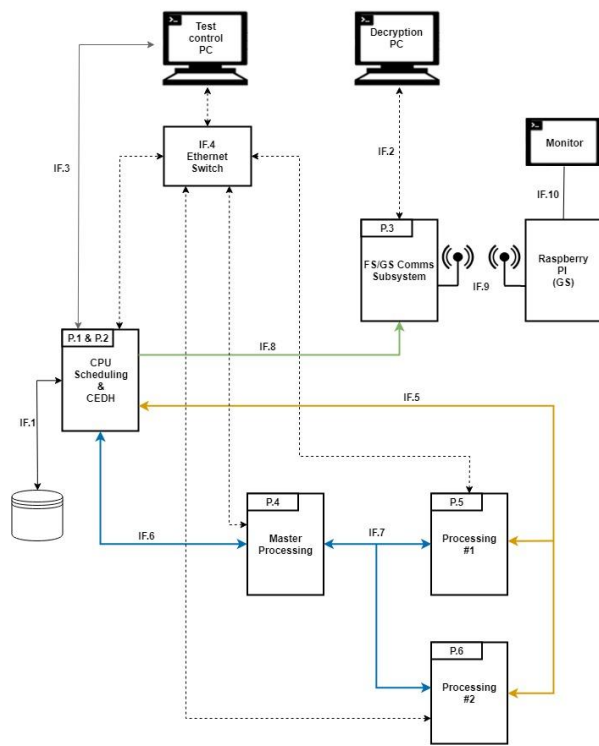 Test
control
PC
Decryption
PC
IF.4
Ethernet
Switch
IF.3
IF.2
Monitor
IF.10
P.3
FS/GS Comms
Subsystem
IF.9
Raspberry
PI
(GS)
P.1 & P.2
CPU
Scheduling
&
CEDH
IF.8
IF.1
IF.5
P.4
Master
Processing
IF.6
IF.7
P.5
Processing
#1
P.6
Processing
#2